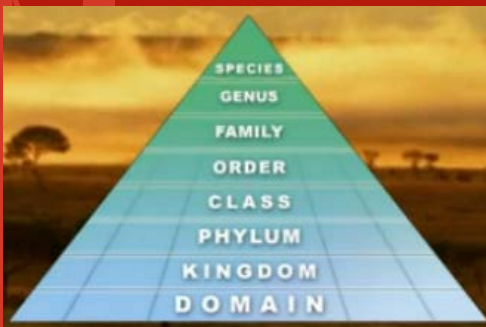 SPECIES
GENUS
FAMILY
ORDER
CLASS
PHYLUM
KINGDOM
DOMAIN